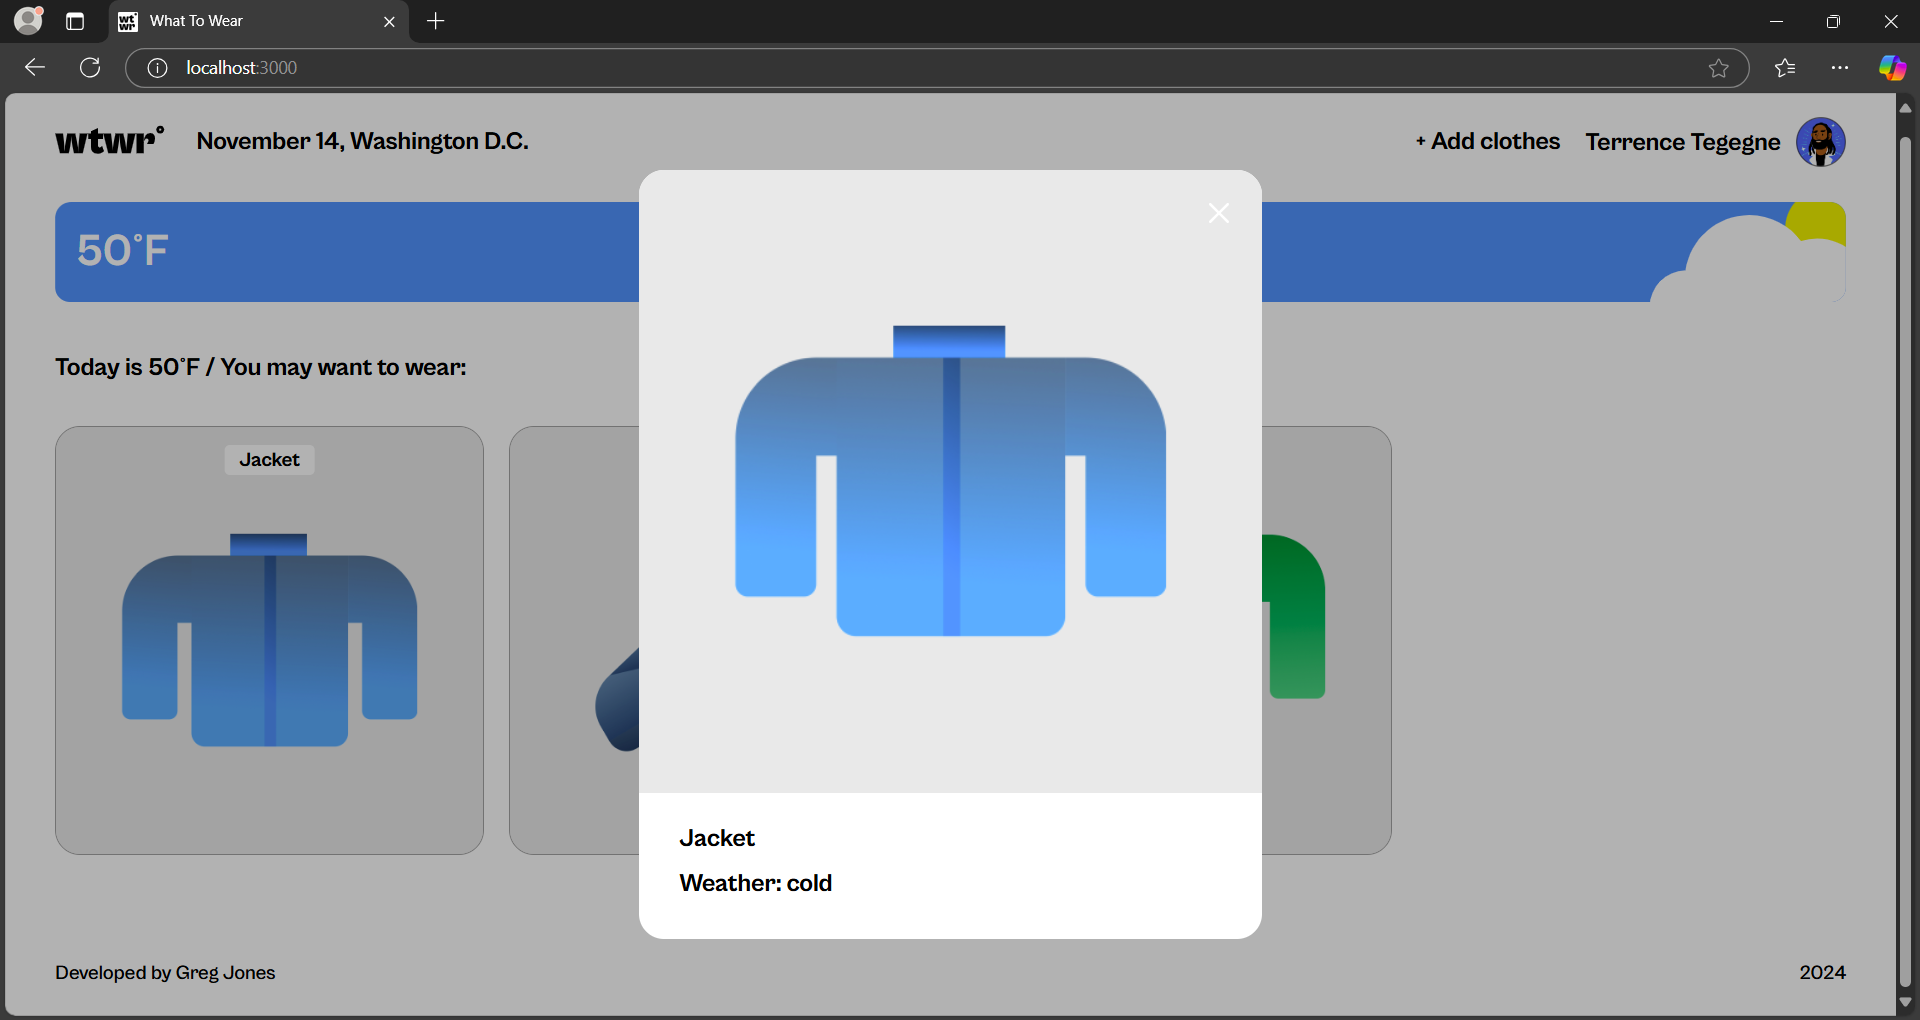 What To Wear
localhost:3000
wtwr° November 14, Washington D.C. + Add clothes Terrence Tegegne
50°F
Today is 50°F / You may want to wear:
Jacket
Jacket
Weather: cold
Developed by Greg Jones 2024